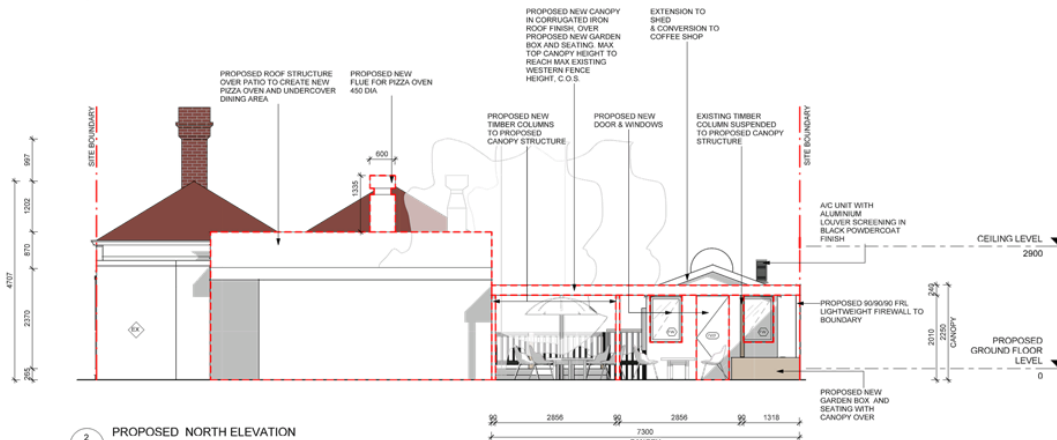 PROPOSED NEW CANOPY
IN CORRUGATED IRON
ROOF FINISH, OVER
PROPOSED NEW GARDEN
BOX AND SEATING. MAX
TOP CANOPY HEIGHT TO
REACH MAX EXISTING
WESTERN FENCE
HEIGHT, C.O.S.
EXTENSION TO
SHED
& CONVERSION TO
COFFEE SHOP
PROPOSED ROOF STRUCTURE
OVER PATIO TO CREATE NEW
PIZZA OVEN AND UNDERCOVER
DINING AREA
PROPOSED NEW
FLUE FOR PIZZA OVEN
450 DIA
PROPOSED NEW
TIMBER COLUMNS
TO PROPOSED
CANOPY STRUCTURE
PROPOSED NEW
DOOR & WINDOWS
EXISTING TIMBER
COLUMN SUSPENDED
TO PROPOSED CANOPY
STRUCTURE
SITE BOUNDARY
SITE BOUNDARY
997
1202
870
2370
265
4707
600
1335
A/C UNIT WITH
ALUMINIUM
LOUVER SCREENING IN
BLACK POWDERCOAT
FINISH
CEILING LEVEL
2900
PROPOSED 90/90/90 FRL
LIGHTWEIGHT FIREWALL TO
BOUNDARY
240
2010
2250
CANOPY
PROPOSED
GROUND FLOOR
LEVEL
0
EX
PROPOSED NEW
GARDEN BOX AND
SEATING WITH
CANOPY OVER
90
2856
90
2856
90
1318
7300
2
PROPOSED NORTH ELEVATION